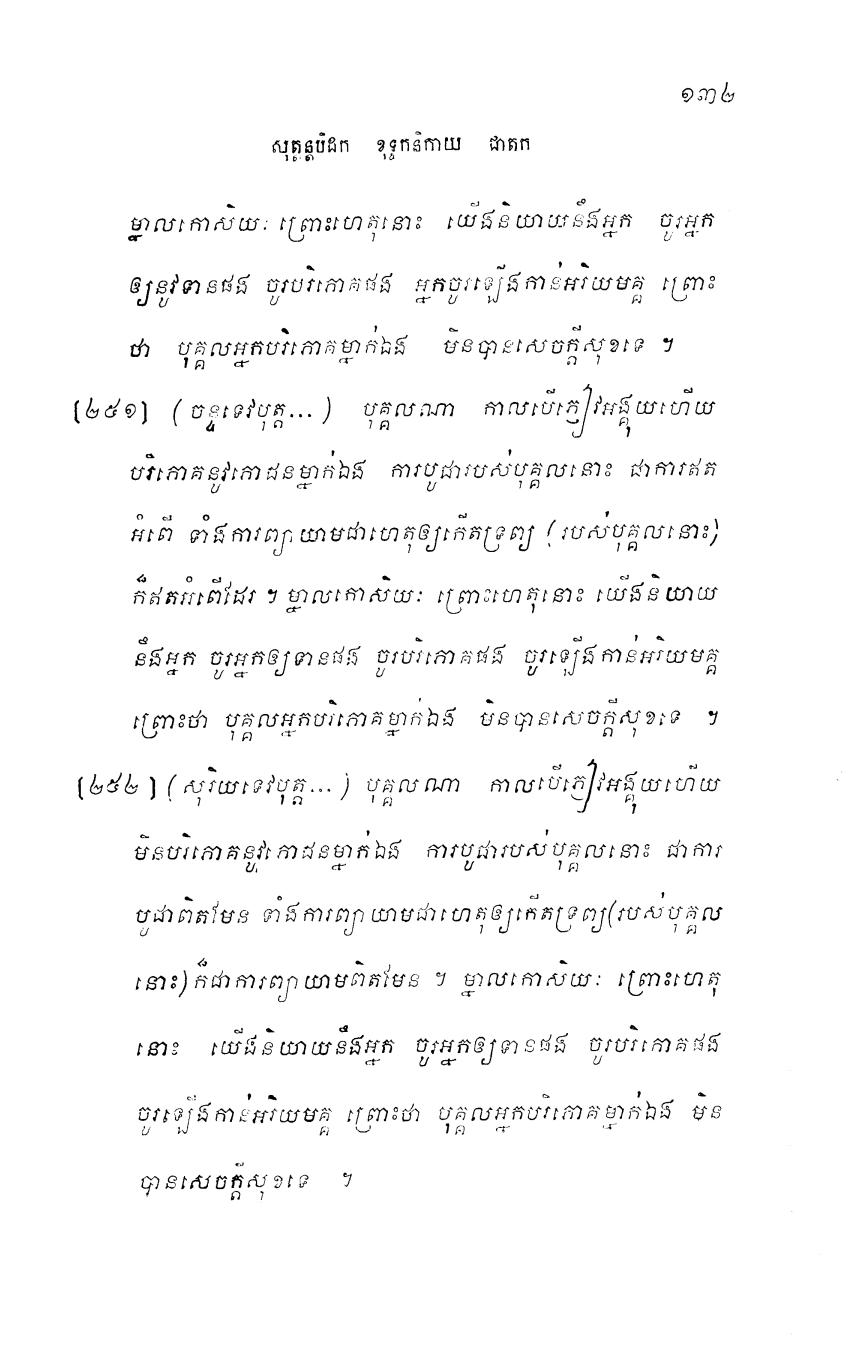 ១៣២
សុត្តន្តបិដក ខុទ្ទកនិកាយ ជាតក
ម្នាលកោសិយៈ ព្រោះហេតុនោះ យើងនិយាយនឹងអ្នក ចូរអ្នក
ឲ្យនូវទានផង ចូរបរិភោគផង អ្នកចូរឡើងកាន់អរិយមគ្គ ព្រោះ
ថា បុគ្គលអ្នកបរិភោគម្នាក់ឯង មិនបានសេចក្តីសុខទេ ។
[២៥១] (ចន្ទទេវបុត្ត...) បុគ្គលណា កាលបើភ្ញៀវអង្គុយហើយ
បរិភោគនូវភោជនម្នាក់ឯង ការបូជារបស់បុគ្គលនោះ ជាការឥត
អំពើ ទាំងការព្យាយាមជាហេតុឲ្យកើតទ្រព្យ (របស់បុគ្គលនោះ)
ក៏ឥតអំពើដែរ ។ ម្នាលកោសិយៈ ព្រោះហេតុនោះ យើងនិយាយ
នឹងអ្នក ចូរអ្នកឲ្យទានផង ចូរបរិភោគផង ចូរឡើងកាន់អរិយមគ្គ
ព្រោះថា បុគ្គលអ្នកបរិភោគម្នាក់ឯង មិនបានសេចក្តីសុខទេ ។
[២៥២] (សុរិយទេវបុត្ត...) បុគ្គលណា កាលបើភ្ញៀវអង្គុយហើយ
មិនបរិភោគនូវភោជនម្នាក់ឯង ការបូជារបស់បុគ្គលនោះ ជាការ
បូជាពិតមែន ទាំងការព្យាយាមជាហេតុឲ្យកើតទ្រព្យ(របស់បុគ្គល
នោះ)ក៏ជាការព្យាយាមពិតមែន ។ ម្នាលកោសិយៈ ព្រោះហេតុ
នោះ យើងនិយាយនឹងអ្នក ចូរអ្នកឲ្យទានផង ចូរបរិភោគផង
ចូរឡើងកាន់អរិយមគ្គ ព្រោះថា បុគ្គលអ្នកបរិភោគម្នាក់ឯង មិន
បានសេចក្តីសុខទេ ។